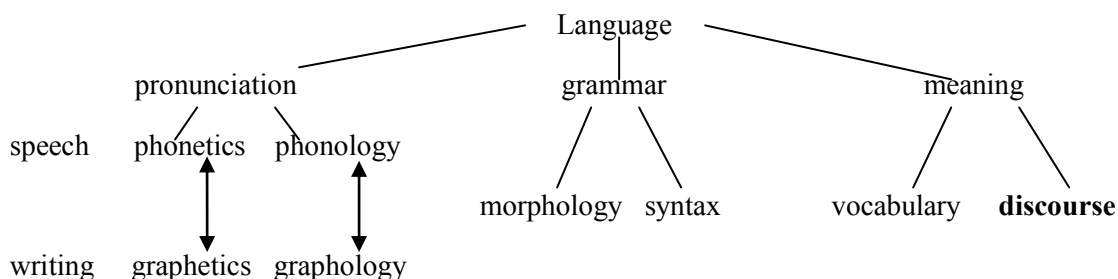 Language
pronunciation grammar meaning
speech phonetics phonology
morphology syntax vocabulary discourse
writing graphetics graphology